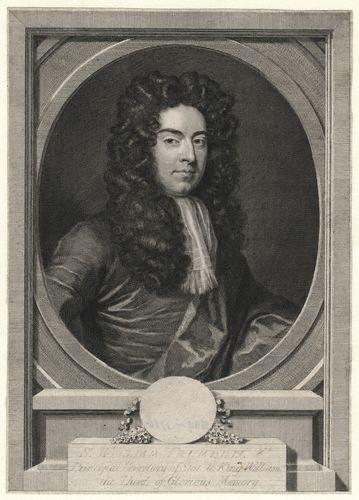 Sr. WILLIAM TRUMBULL Kt.
Principal Secretary of State to King William
the Third of Glorious Memory.